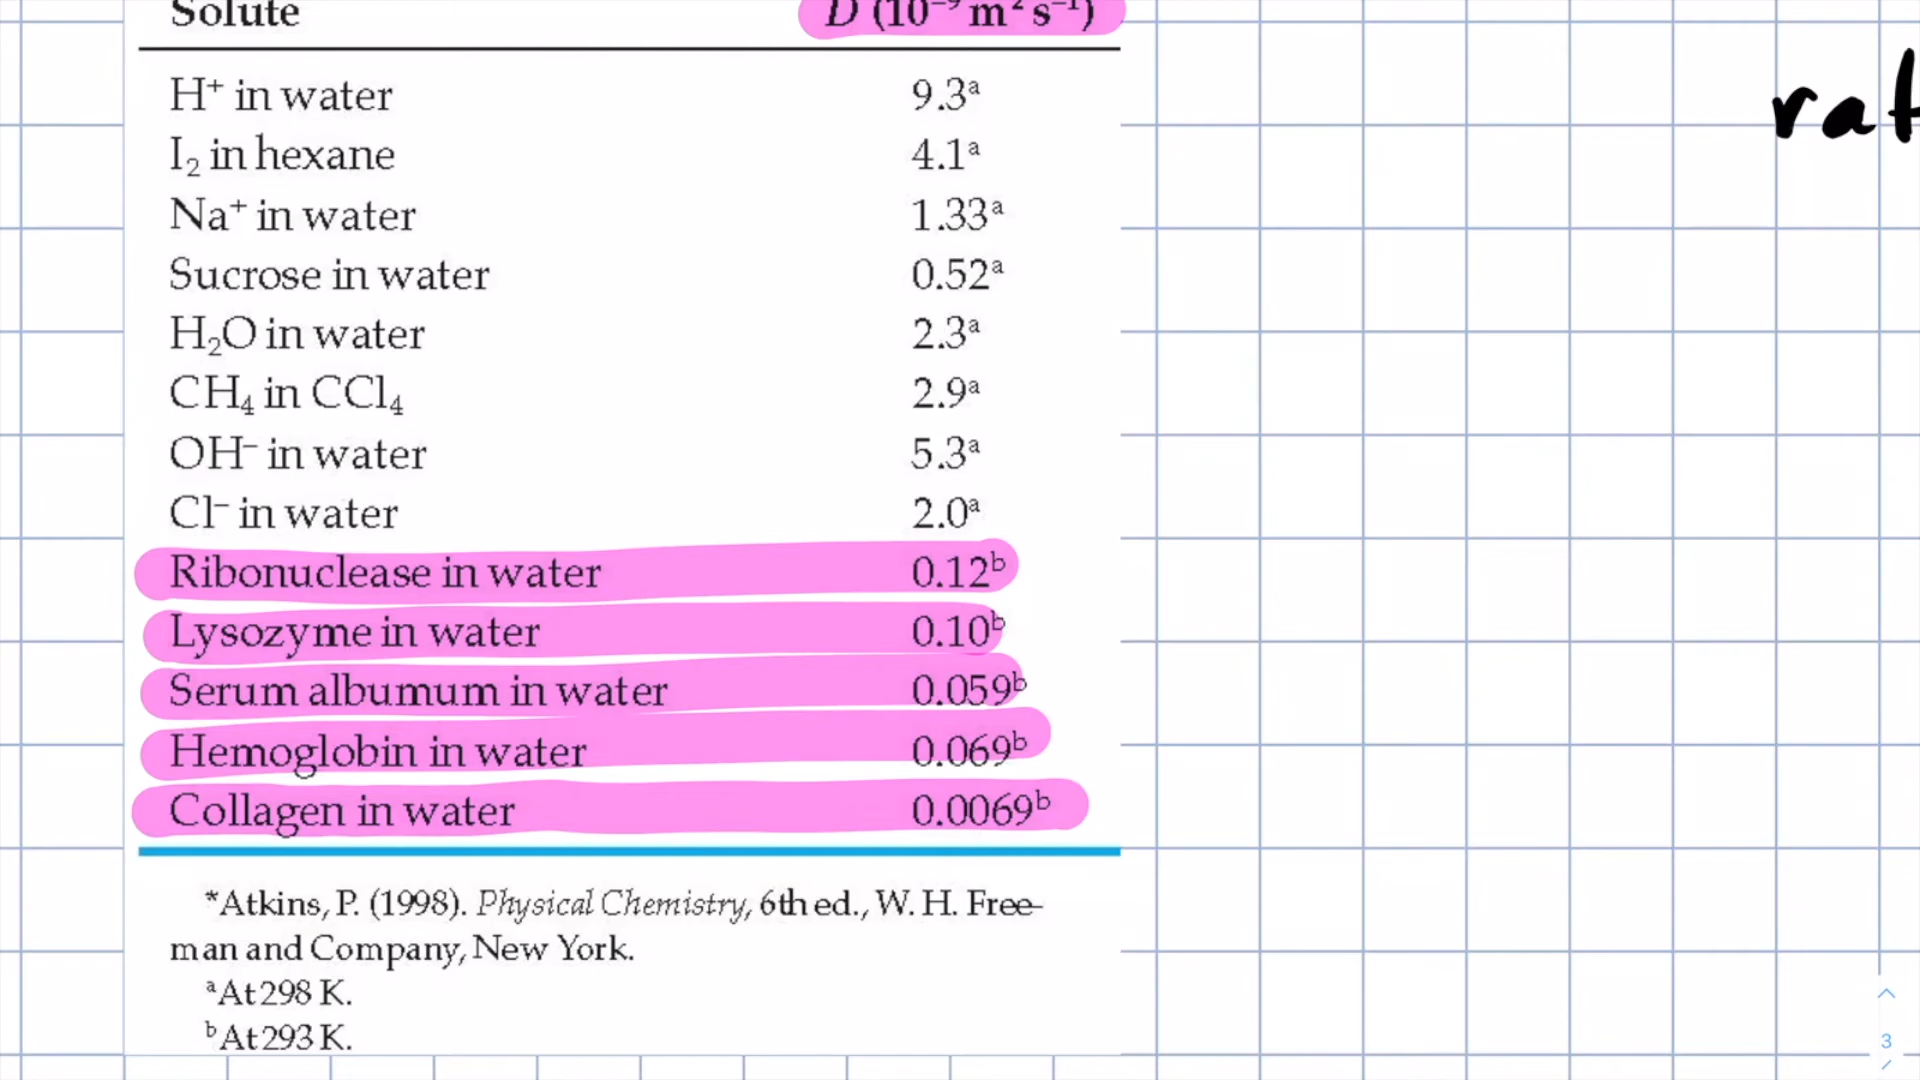 Solute D (10⁻⁹ m² s⁻¹)
H⁺ in water 9.3ᵃ
I₂ in hexane 4.1ᵃ
Na⁺ in water 1.33ᵃ
Sucrose in water 0.52ᵃ
H₂O in water 2.3ᵃ
CH₄ in CCl₄ 2.9ᵃ
OH⁻ in water 5.3ᵃ
Cl⁻ in water 2.0ᵃ
Ribonuclease in water 0.12ᵇ
Lysozyme in water 0.10ᵇ
Serum albumum in water 0.059ᵇ
Hemoglobin in water 0.069ᵇ
Collagen in water 0.0069ᵇ
*Atkins, P. (1998). Physical Chemistry, 6th ed., W. H. Free-
man and Company, New York.
ᵃAt 298 K.
ᵇAt 293 K.
3